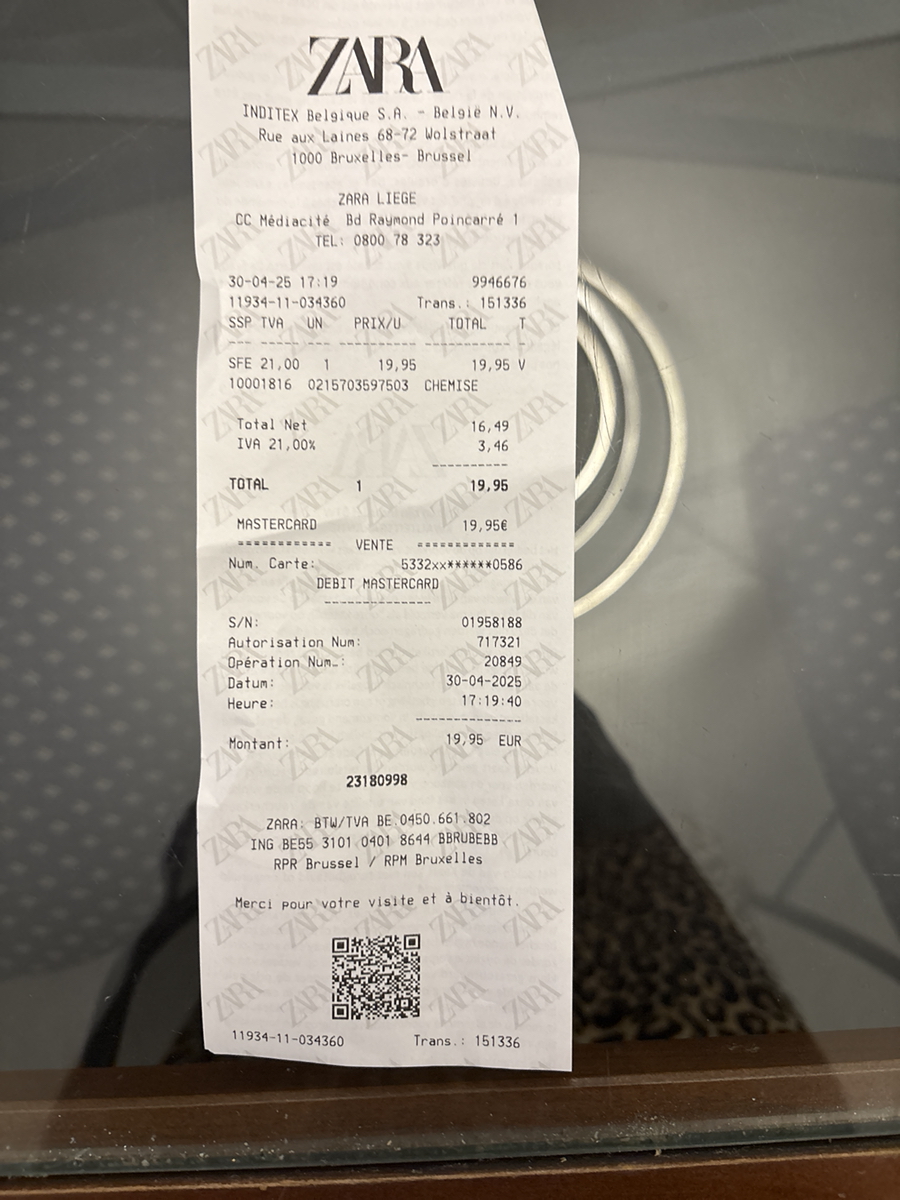 ZARA
INDITEX Belgique S.A. - België N.V.
Rue aux Laines 68-72 Wolstraat
1000 Bruxelles- Brussel
ZARA LIEGE
CC Médiacité Bd Raymond Poincarré 1
TEL: 0800 78 323
30-04-25 17:19 9946676
11934-11-034360 Trans.: 151336
SSP TVA UN PRIX/U TOTAL T
--- ----- --- ---------- ----------- -
SFE 21,00 1 19,95 19,95 V
10001816 0215703597503 CHEMISE
Total Net 16,49
IVA 21,00% 3,46
----------
TOTAL 1 19,95
MASTERCARD 19,95€
============ VENTE =============
Num. Carte: 5332xx******0586
DEBIT MASTERCARD
--------------
S/N: 01958188
Autorisation Num: 717321
Opération Num.: 20849
Datum: 30-04-2025
Heure: 17:19:40
--------------
Montant: 19,95 EUR
23180998
ZARA: BTW/TVA BE 0450.661.802
ING BE55 3101 0401 8644 BBRUBEBB
RPR Brussel / RPM Bruxelles
Merci pour votre visite et à bientôt.
11934-11-034360 Trans.: 151336